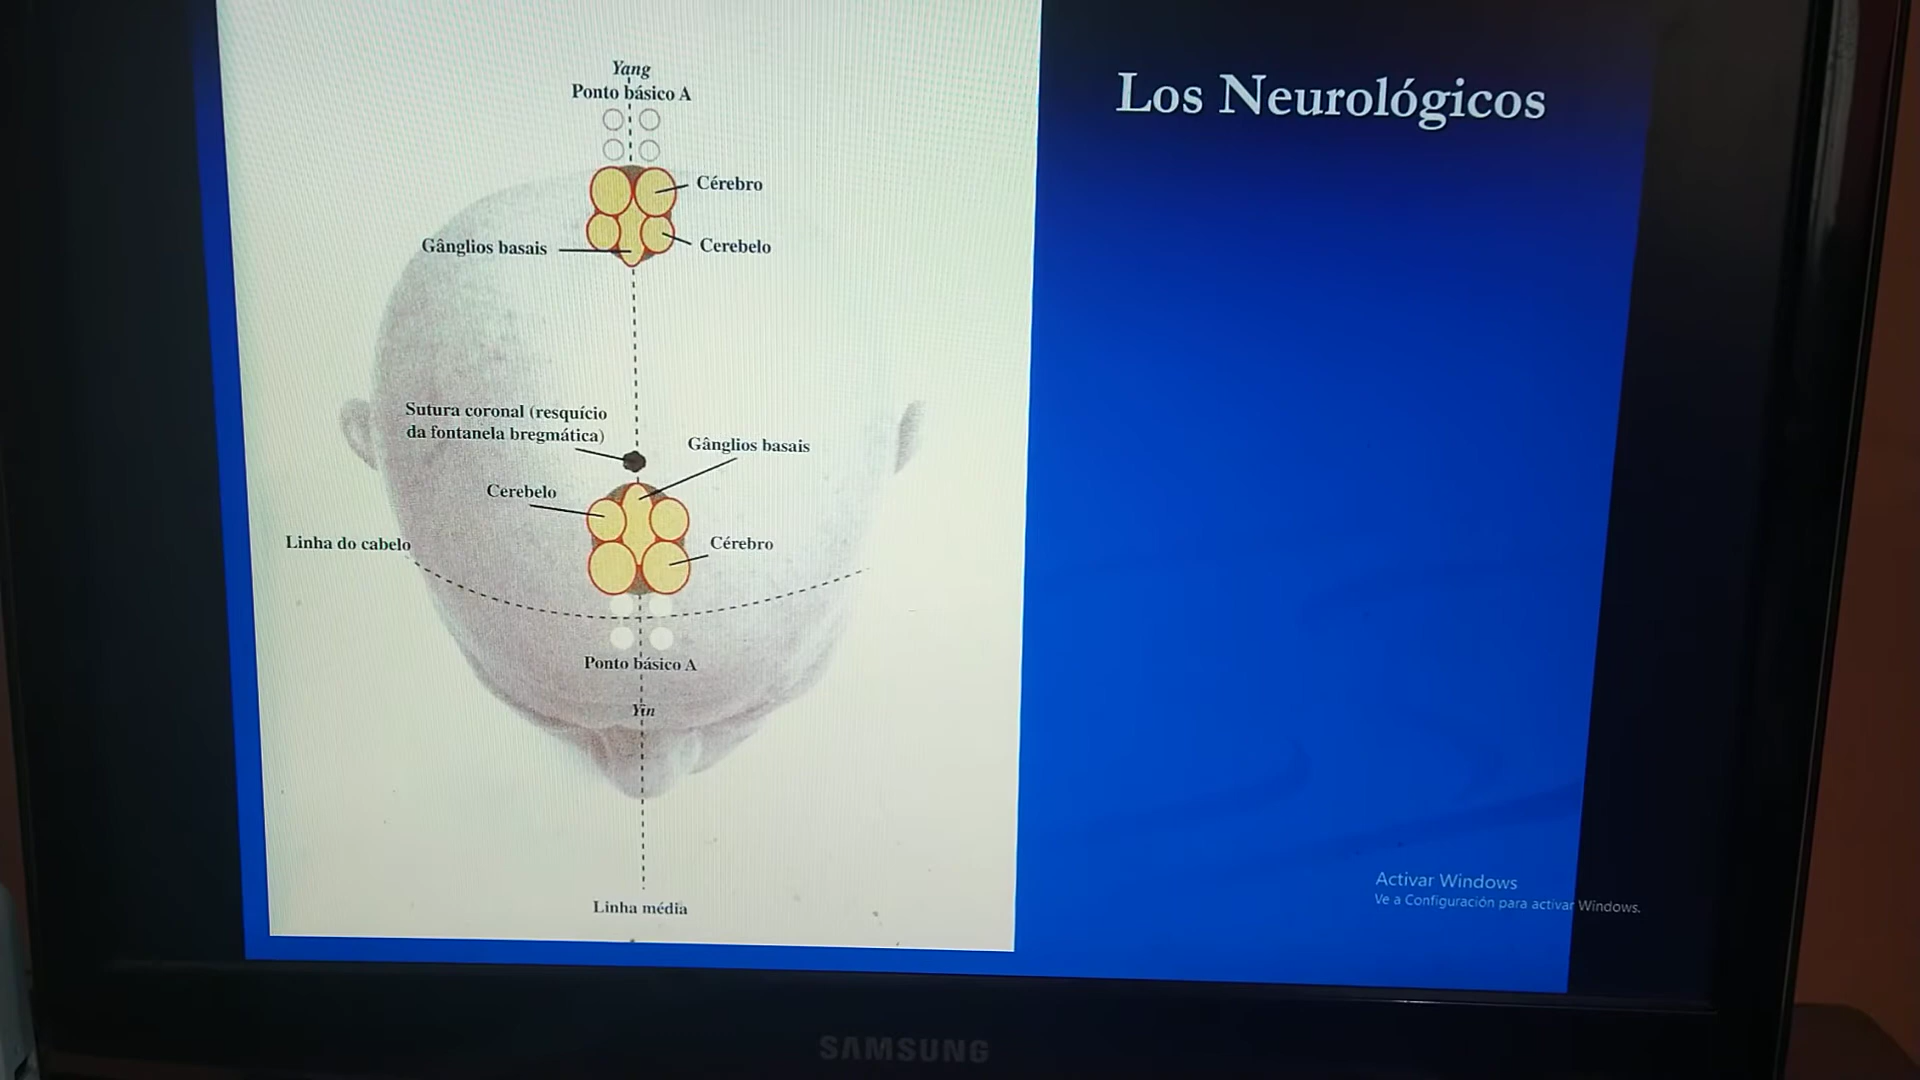 Los Neurológicos
Yang
Ponto básico A
Cérebro
Gânglios basais
Cerebelo
Sutura coronal (resquício
da fontanela bregmática)
Gânglios basais
Cerebelo
Linha do cabelo
Cérebro
Ponto básico A
Yin
Linha média
Activar Windows
Ve a Configuración para activar Windows.
SAMSUNG